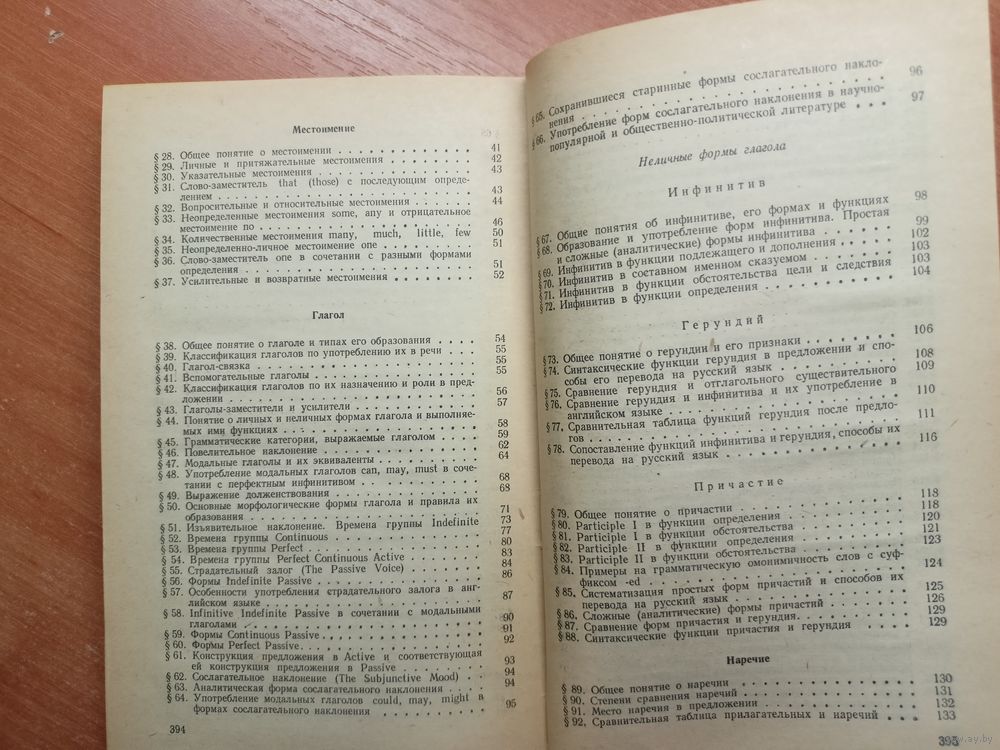 Местоимение
§ 28. Общее понятие о местоимении . . . . . . . . . . . 41
§ 29. Личные и притяжательные местоимения . . . . . . . 42
§ 30. Указательные местоимения . . . . . . . . . . . 43
§ 31. Слово-заместитель that (those) с последующим опреде-
лением . . . . . . . . . . . 43
§ 32. Вопросительные и относительные местоимения . . . . 44
§ 33. Неопределенные местоимения some, any и отрицательное
местоимение no . . . . . . . . . . . 46
§ 34. Количественные местоимения many, much, little, few 50
§ 35. Неопределенно-личное местоимение one . . . . . . . 51
§ 36. Слово-заместитель one в сочетании с разными формами
определения . . . . . . . . . . . 51
§ 37. Усилительные и возвратные местоимения . . . . . . . 52
Глагол
§ 38. Общее понятие о глаголе и типах его образования . . . . 54
§ 39. Классификация глаголов по употреблению их в речи . . 55
§ 40. Глагол-связка . . . . . . . . . . . 55
§ 41. Вспомогательные глаголы . . . . . . . . . . . 55
§ 42. Классификация глаголов по их назначению и роли в пред-
ложении . . . . . . . . . . . 56
§ 43. Глаголы-заместители и усилители . . . . . . . . . 57
§ 44. Понятие о личных и неличных формах глагола и выполняе-
мых ими функциях . . . . . . . . . . . 58
§ 45. Грамматические категории, выражаемые глаголом . . . . 59
§ 46. Повелительное наклонение . . . . . . . . . . . 62
§ 47. Модальные глаголы и их эквиваленты . . . . . . . 64
§ 48. Употребление модальных глаголов can, may, must в соче-
тании с перфектным инфинитивом . . . . . . . . . 68
§ 49. Выражение долженствования . . . . . . . . . . . 68
§ 50. Основные морфологические формы глагола и правила их
образования . . . . . . . . . . . 71
§ 51. Изъявительное наклонение. Времена группы Indefinite 73
§ 52. Времена группы Continuous . . . . . . . . . . . 77
§ 53. Времена группы Perfect . . . . . . . . . . . 80
§ 54. Времена группы Perfect Continuous Active . . . . . . 83
§ 55. Страдательный залог (The Passive Voice) . . . . . . 84
§ 56. Формы Indefinite Passive . . . . . . . . . . . 86
§ 57. Особенности употребления страдательного залога в анг-
лийском языке . . . . . . . . . . . 87
§ 58. Infinitive Indefinite Passive в сочетании с модальными
глаголами . . . . . . . . . . . 90
§ 59. Формы Continuous Passive . . . . . . . . . . . 91
§ 60. Формы Perfect Passive . . . . . . . . . . . 92
§ 61. Конструкция предложения в Active и соответствующая
ей конструкция предложения в Passive . . . . . . . 93
§ 62. Сослагательное наклонение (The Subjunctive Mood) . . 94
§ 63. Аналитическая форма сослагательного наклонения . . . . 94
§ 64. Употребление модальных глаголов could, may, might в
формах сослагательного наклонения . . . . . . . 95
394
§ 65. Сохранившиеся старинные формы сослагательного накло-
нения . . . . . . . . . . . 96
§ 66. Употребление форм сослагательного наклонения в научно-
популярной и общественно-политической литературе . . . 97
Неличные формы глагола
Инфинитив
§ 67. Общие понятия об инфинитиве, его формах и функциях 98
§ 68. Образование и употребление форм инфинитива. Простая
и сложные (аналитические) формы инфинитива . . . . 99
§ 69. Инфинитив в функции подлежащего и дополнения . . . . 102
§ 70. Инфинитив в составном именном сказуемом . . . . . . 103
§ 71. Инфинитив в функции обстоятельства цели и следствия 103
§ 72. Инфинитив в функции определения . . . . . . . . . 104
Герундий
§ 73. Общее понятие о герундии и его признаки . . . . . . 106
§ 74. Синтаксические функции герундия в предложении и спо-
собы его перевода на русский язык . . . . . . . 108
§ 75. Сравнение герундия и отглагольного существительного 109
§ 76. Сравнение герундия и инфинитива и их употребление в
английском языке . . . . . . . . . . . 110
§ 77. Сравнительная таблица функций герундия после предло-
гов . . . . . . . . . . . 111
§ 78. Сопоставление функций инфинитива и герундия, способы их
перевода на русский язык . . . . . . . . . . . 116
Причастие
§ 79. Общее понятие о причастии . . . . . . . . . . . 118
§ 80. Participle I в функции определения . . . . . . . 118
§ 81. Participle I в функции обстоятельства . . . . . . . 120
§ 82. Participle II в функции определения . . . . . . . 121
§ 83. Participle II в функции обстоятельства . . . . . . . 123
§ 84. Примеры на грамматическую омонимичность слов с суф-
фиксом -ed . . . . . . . . . . . 124
§ 85. Систематизация простых форм причастий и способов их
перевода на русский язык . . . . . . . . . . . 125
§ 86. Сложные (аналитические) формы причастий . . . . . . 126
§ 87. Сравнение форм причастия и герундия . . . . . . . 129
§ 88. Синтаксические функции причастия и герундия . . . . 129
Наречие
§ 89. Общее понятие о наречии . . . . . . . . . . . 130
§ 90. Степени сравнения наречий . . . . . . . . . . . 131
§ 91. Место наречия в предложении . . . . . . . . . . . 132
§ 92. Сравнительная таблица прилагательных и наречий . . . 133
395